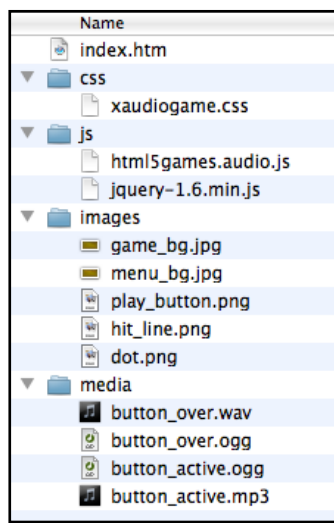 Name
index.htm
css
xaudiogame.css
js
html5games.audio.js
jquery-1.6.min.js
images
game_bg.jpg
menu_bg.jpg
play_button.png
hit_line.png
dot.png
media
button_over.wav
button_over.ogg
button_active.ogg
button_active.mp3